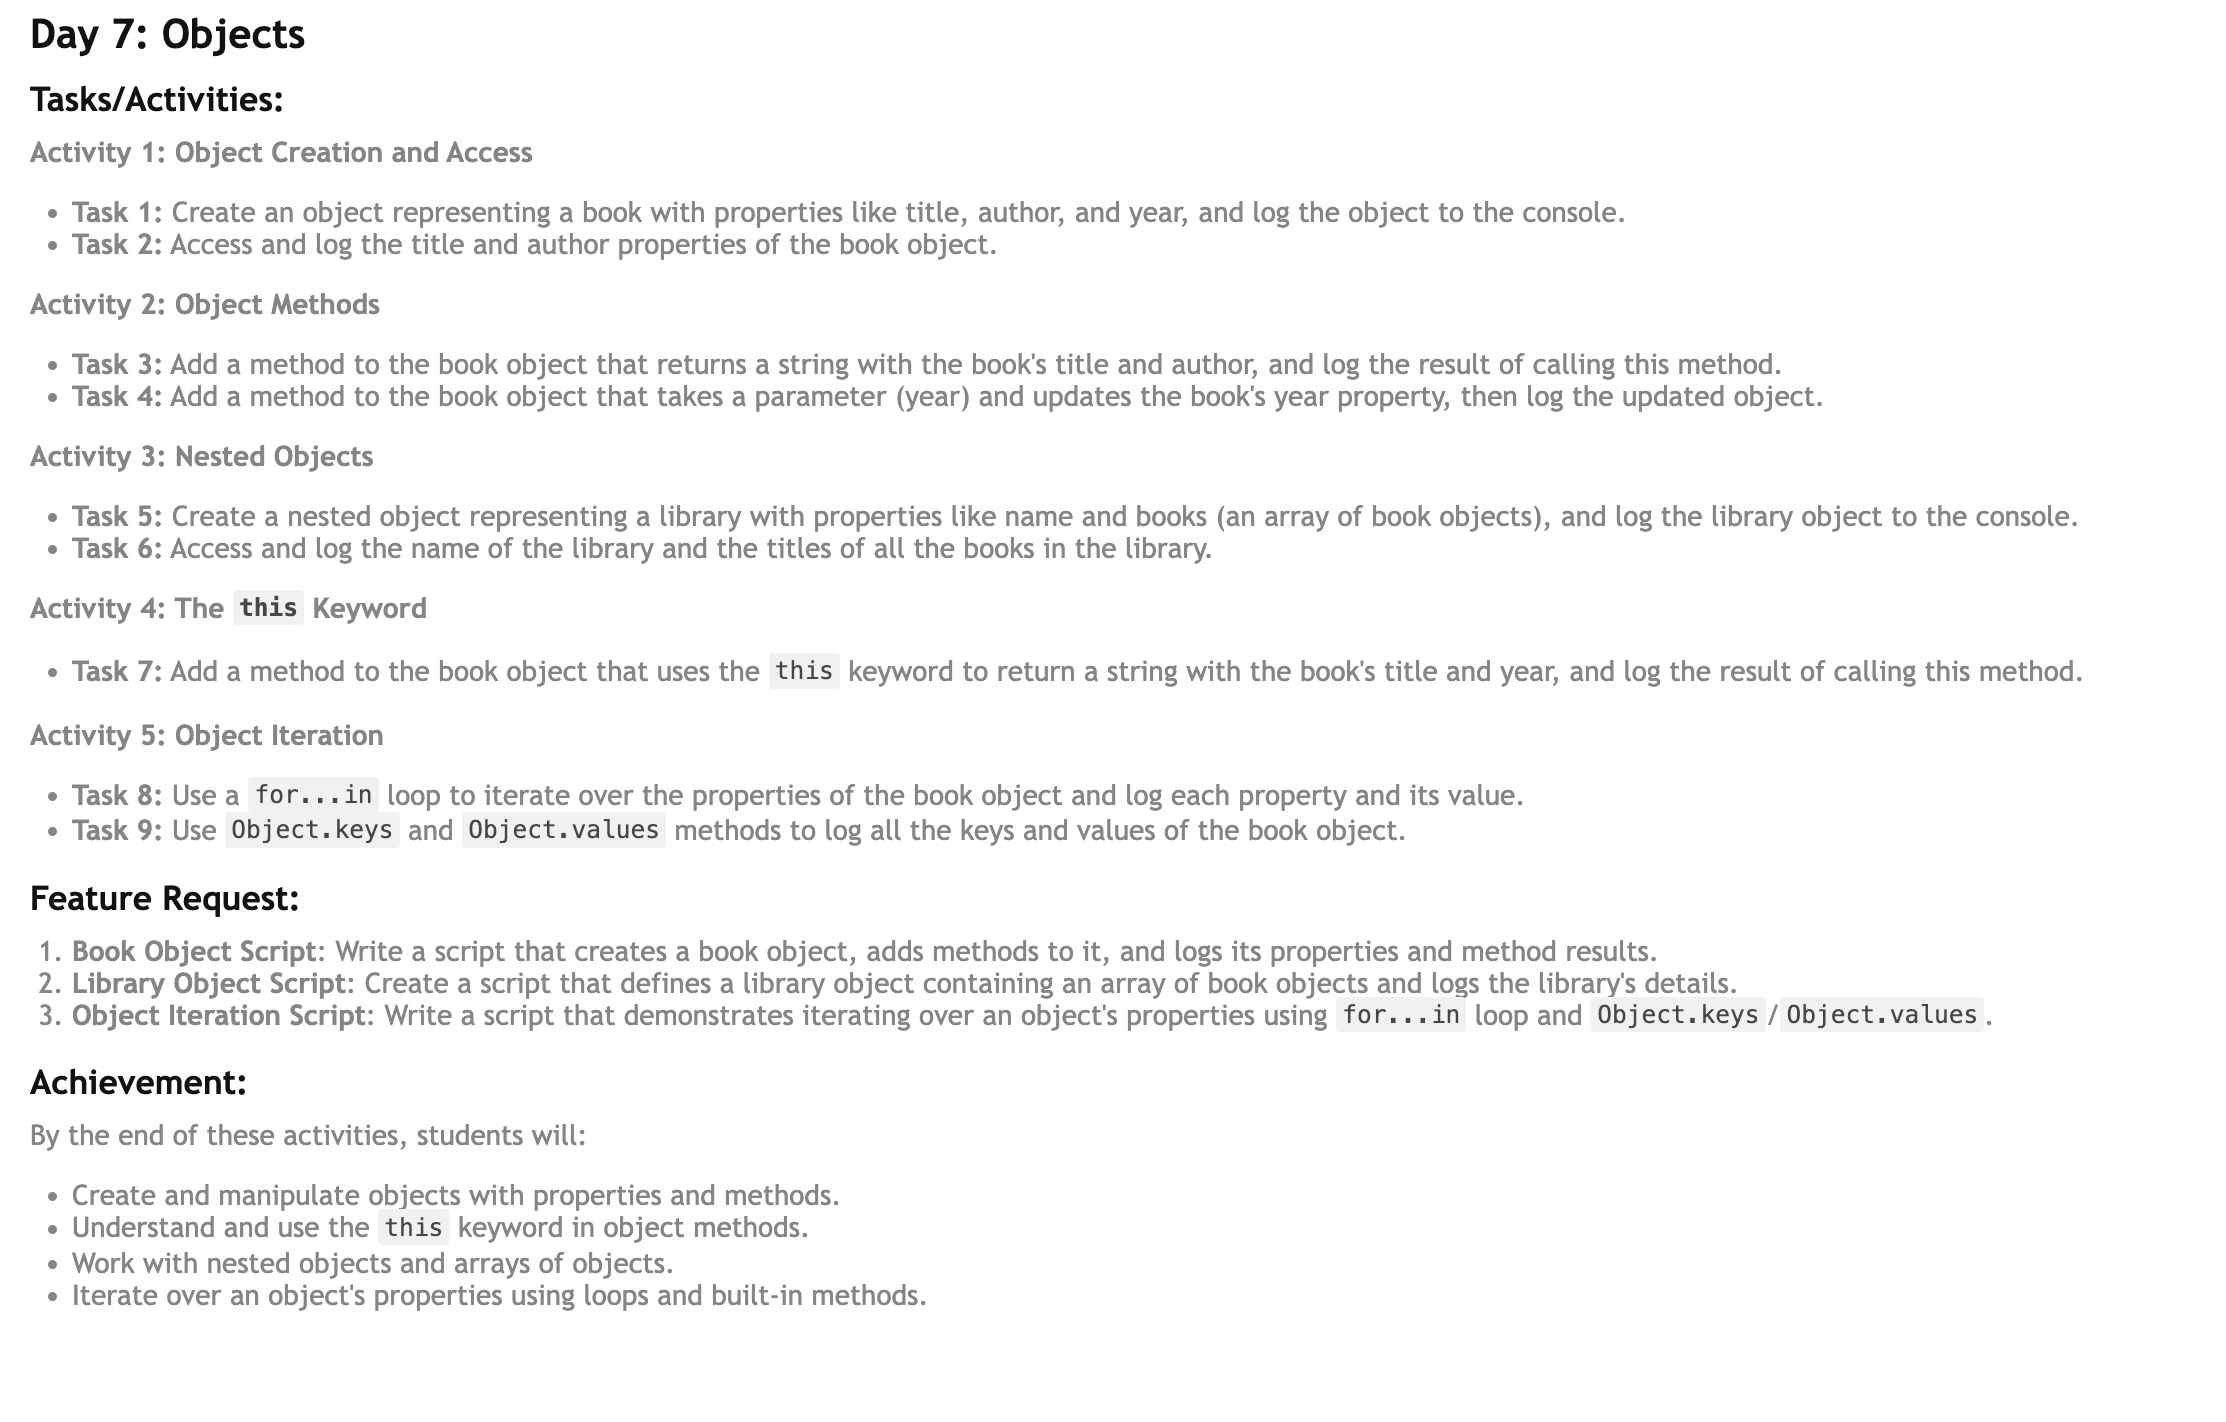 Day 7: Objects
Tasks/Activities:
Activity 1: Object Creation and Access
• Task 1: Create an object representing a book with properties like title, author, and year, and log the object to the console.
• Task 2: Access and log the title and author properties of the book object.
Activity 2: Object Methods
• Task 3: Add a method to the book object that returns a string with the book's title and author, and log the result of calling this method.
• Task 4: Add a method to the book object that takes a parameter (year) and updates the book's year property, then log the updated object.
Activity 3: Nested Objects
• Task 5: Create a nested object representing a library with properties like name and books (an array of book objects), and log the library object to the console.
• Task 6: Access and log the name of the library and the titles of all the books in the library.
Activity 4: The this Keyword
• Task 7: Add a method to the book object that uses the this keyword to return a string with the book's title and year, and log the result of calling this method.
Activity 5: Object Iteration
• Task 8: Use a for...in loop to iterate over the properties of the book object and log each property and its value.
• Task 9: Use Object.keys and Object.values methods to log all the keys and values of the book object.
Feature Request:
1. Book Object Script: Write a script that creates a book object, adds methods to it, and logs its properties and method results.
2. Library Object Script: Create a script that defines a library object containing an array of book objects and logs the library's details.
3. Object Iteration Script: Write a script that demonstrates iterating over an object's properties using for...in loop and Object.keys/Object.values.
Achievement:
By the end of these activities, students will:
• Create and manipulate objects with properties and methods.
• Understand and use the this keyword in object methods.
• Work with nested objects and arrays of objects.
• Iterate over an object's properties using loops and built-in methods.